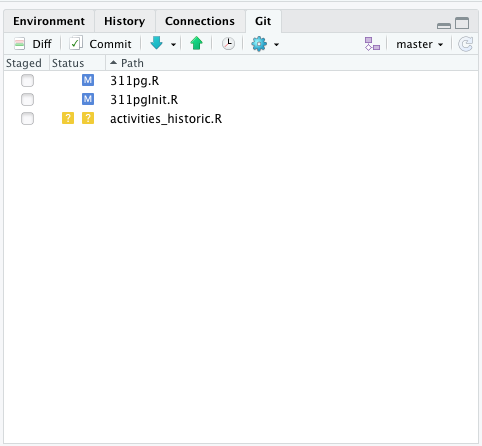 Environment History Connections Git
Diff Commit master
Staged Status Path
M 311pg.R
M 311pgInit.R
? ? activities_historic.R